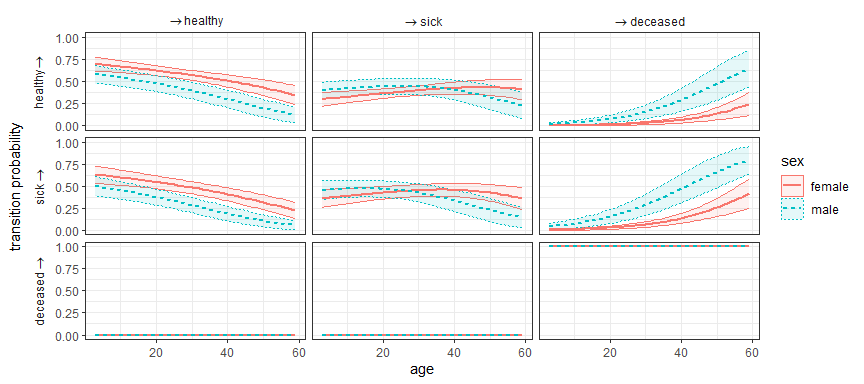 →healthy → sick → deceased
1.00
0.75
0.50
0.25
0.00
healthy →
1.00
0.75
0.50
0.25
0.00
sick →
1.00
0.75
0.50
0.25
0.00
deceased →
transition probability
20 40 60 20 40 60 20 40 60
age
sex
female
male